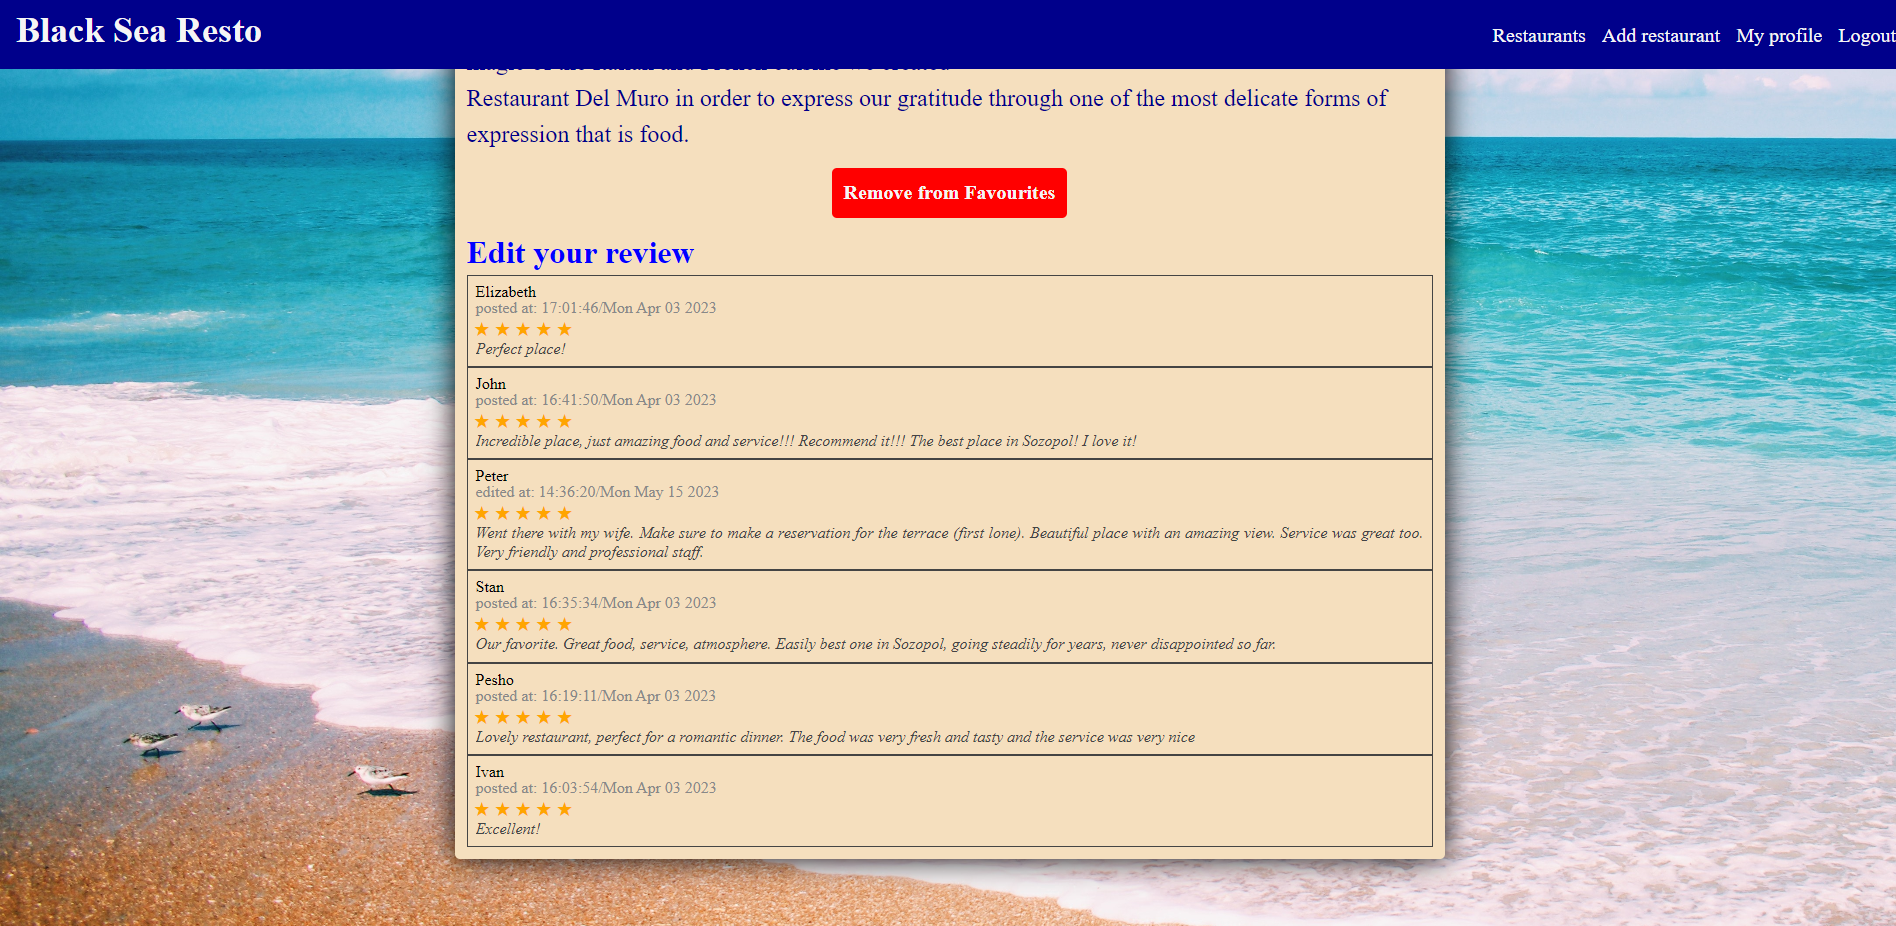 Black Sea Resto
Restaurants Add restaurant My profile Logout
Restaurant Del Muro in order to express our gratitude through one of the most delicate forms of
expression that is food.
Remove from Favourites
Edit your review
Elizabeth
posted at: 17:01:46/Mon Apr 03 2023
★ ★ ★ ★ ★
Perfect place!
John
posted at: 16:41:50/Mon Apr 03 2023
★ ★ ★ ★ ★
Incredible place, just amazing food and service!!! Recommend it!!! The best place in Sozopol! I love it!
Peter
edited at: 14:36:20/Mon May 15 2023
★ ★ ★ ★ ★
Went there with my wife. Make sure to make a reservation for the terrace (first lone). Beautiful place with an amazing view. Service was great too.
Very friendly and professional staff.
Stan
posted at: 16:35:34/Mon Apr 03 2023
★ ★ ★ ★ ★
Our favorite. Great food, service, atmosphere. Easily best one in Sozopol, going steadily for years, never disappointed so far.
Pesho
posted at: 16:19:11/Mon Apr 03 2023
★ ★ ★ ★ ★
Lovely restaurant, perfect for a romantic dinner. The food was very fresh and tasty and the service was very nice
Ivan
posted at: 16:03:54/Mon Apr 03 2023
★ ★ ★ ★ ★
Excellent!